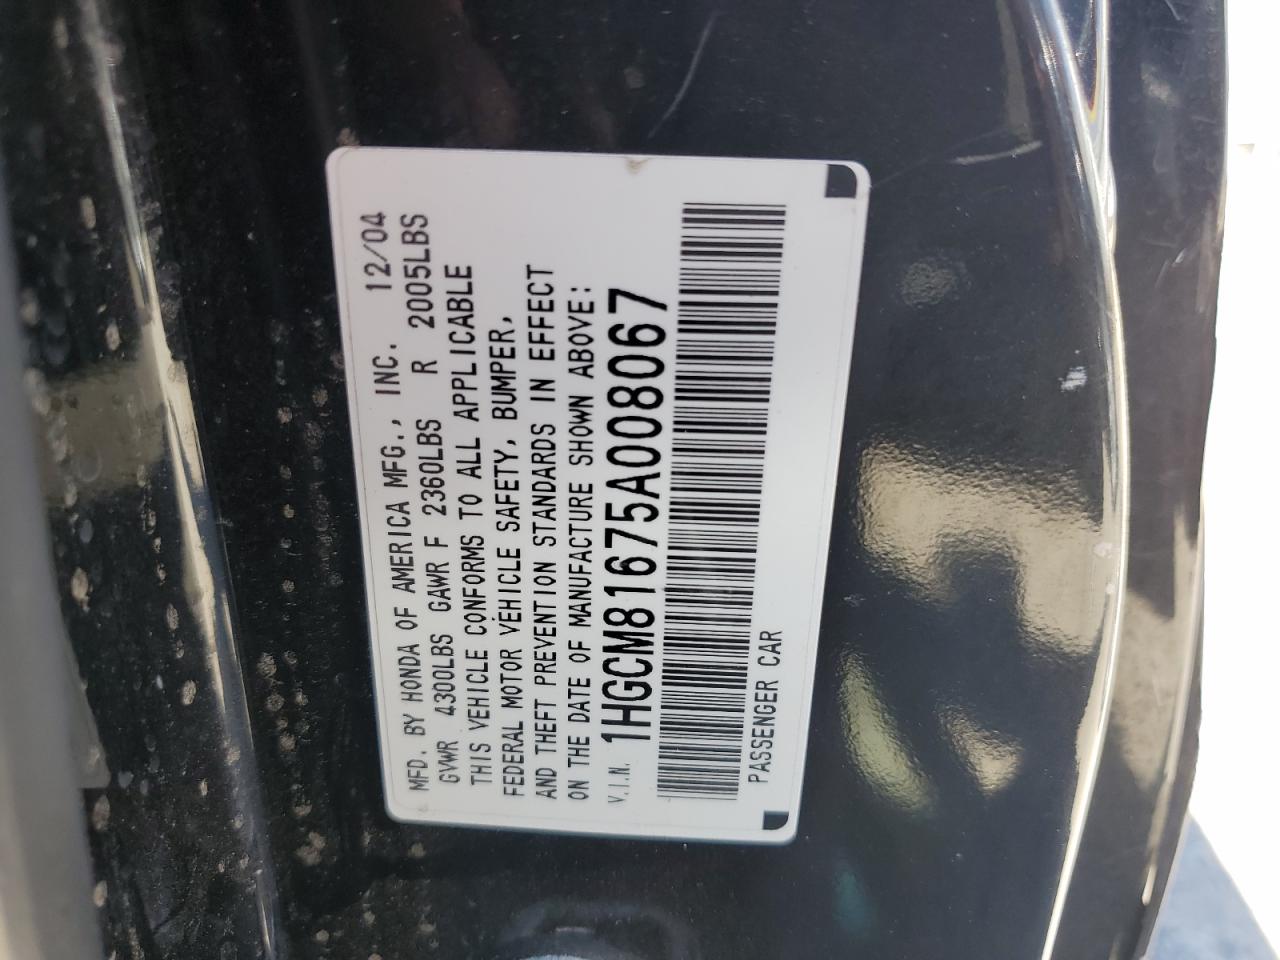 MFD. BY HONDA OF AMERICA MFG., INC. 12/04
GVWR 4300LBS GAWR F 2360LBS R 2005LBS
THIS VEHICLE CONFORMS TO ALL APPLICABLE
FEDERAL MOTOR VEHICLE SAFETY, BUMPER,
AND THEFT PREVENTION STANDARDS IN EFFECT
ON THE DATE OF MANUFACTURE SHOWN ABOVE:
V.I.N. 1HGCM81675A008067
PASSENGER CAR